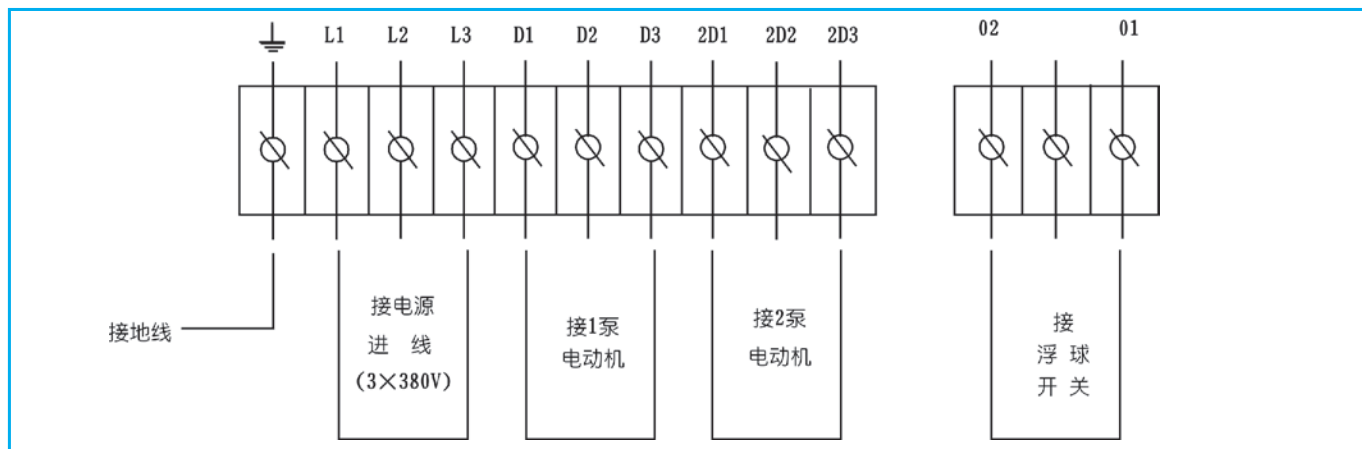 L1 L2 L3 D1 D2 D3 2D1 2D2 2D3 02 01
接地线
接电源
进 线
(3×380V)
接1泵
电动机
接2泵
电动机
接
浮 球
开 关